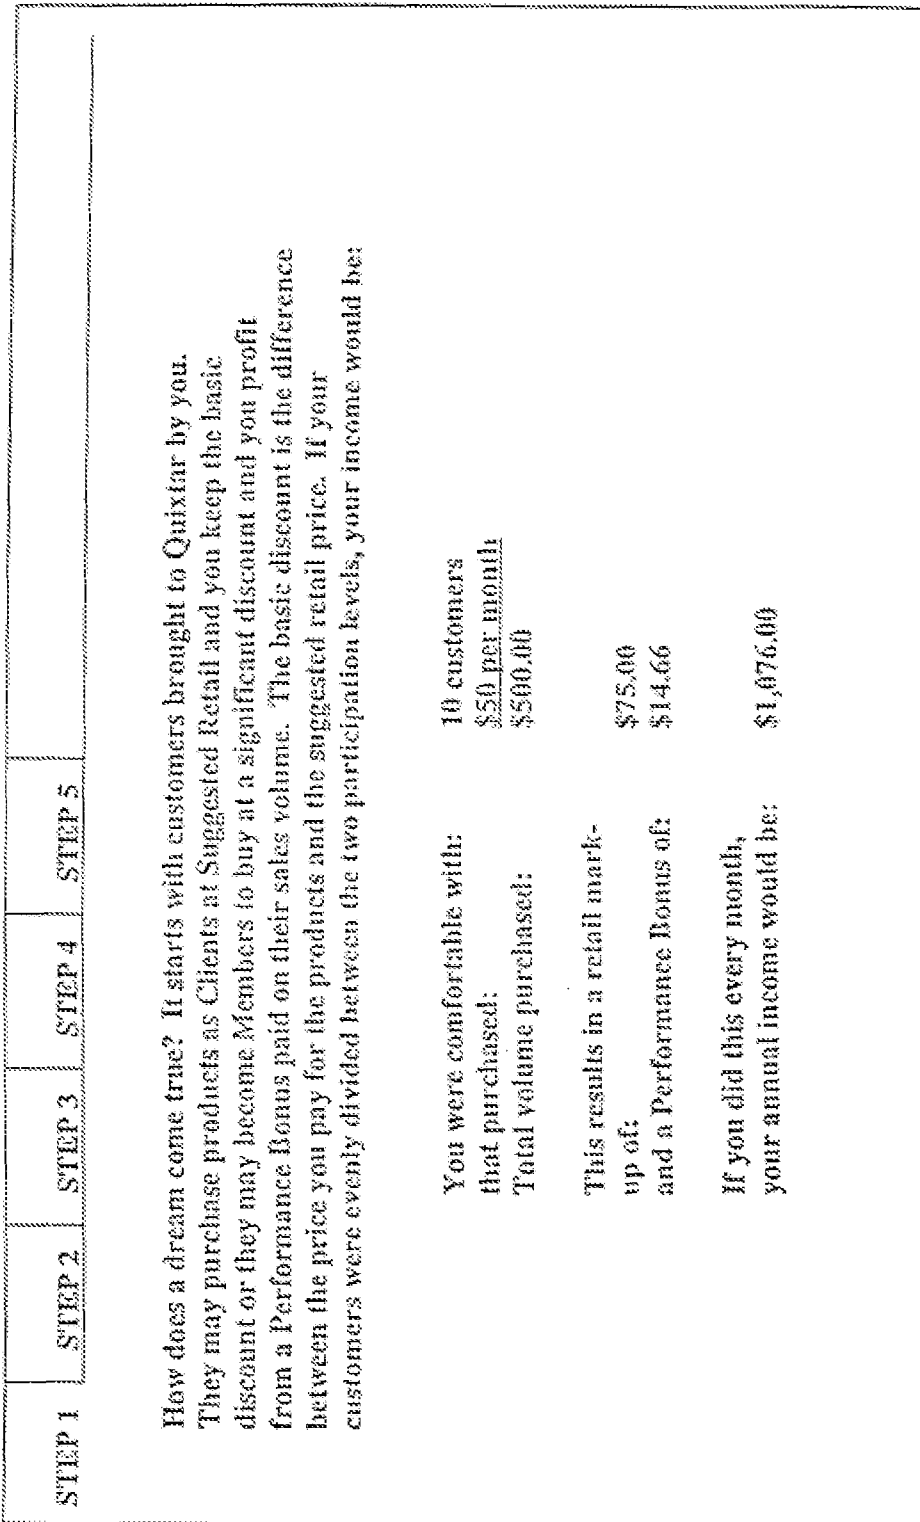 STEP 1 STEP 2 STEP 3 STEP 4 STEP 5
How does a dream come true? It starts with customers brought to Quixtar by you.
They may purchase products as Clients at Suggested Retail and you keep the basic
discount or they may become Members to buy at a significant discount and you profit
from a Performance Bonus paid on their sales volume. The basic discount is the difference
between the price you pay for the products and the suggested retail price. If your
customers were evenly divided between the two participation levels, your income would be:
You were comfortable with: 10 customers
that purchased: $50 per month
Total volume purchased: $500.00
This results in a retail mark-
up of: $75.00
and a Performance Bonus of: $14.66
If you did this every month,
your annual income would be: $1,076.00